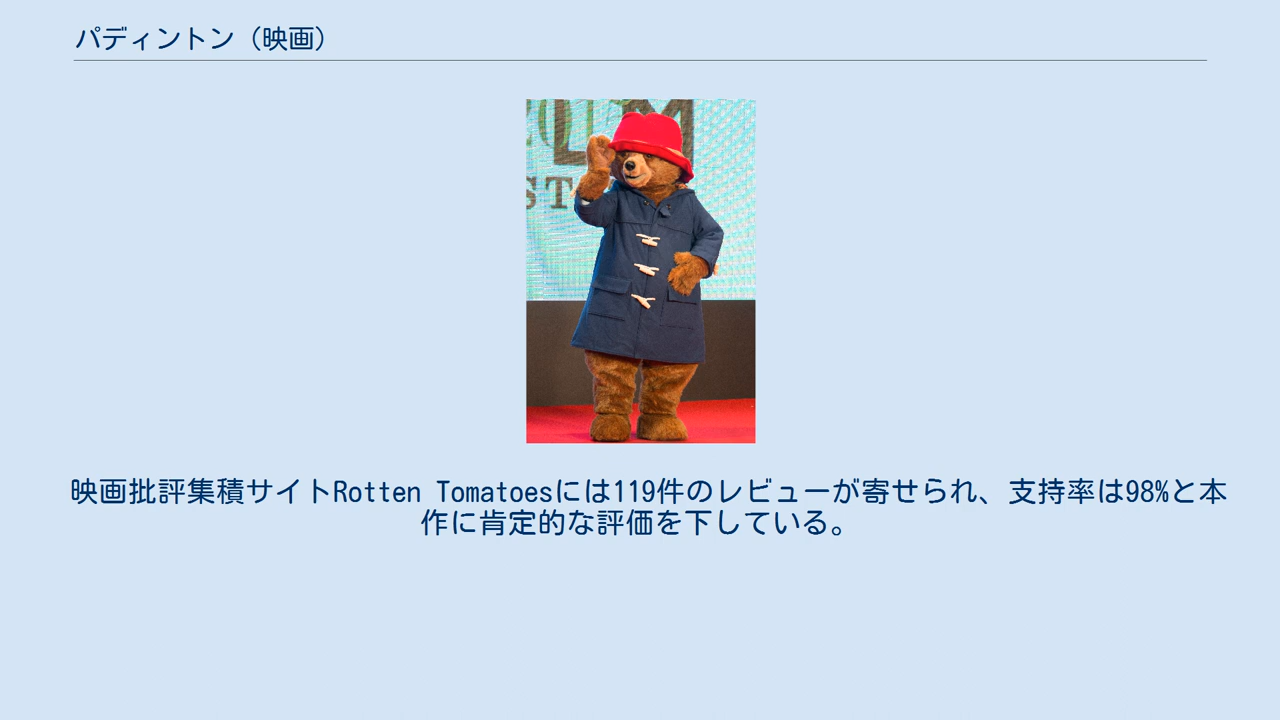 パディントン（映画）
映画批評集積サイトRotten Tomatoesには119件のレビューが寄せられ、支持率は98%と本
作に肯定的な評価を下している。